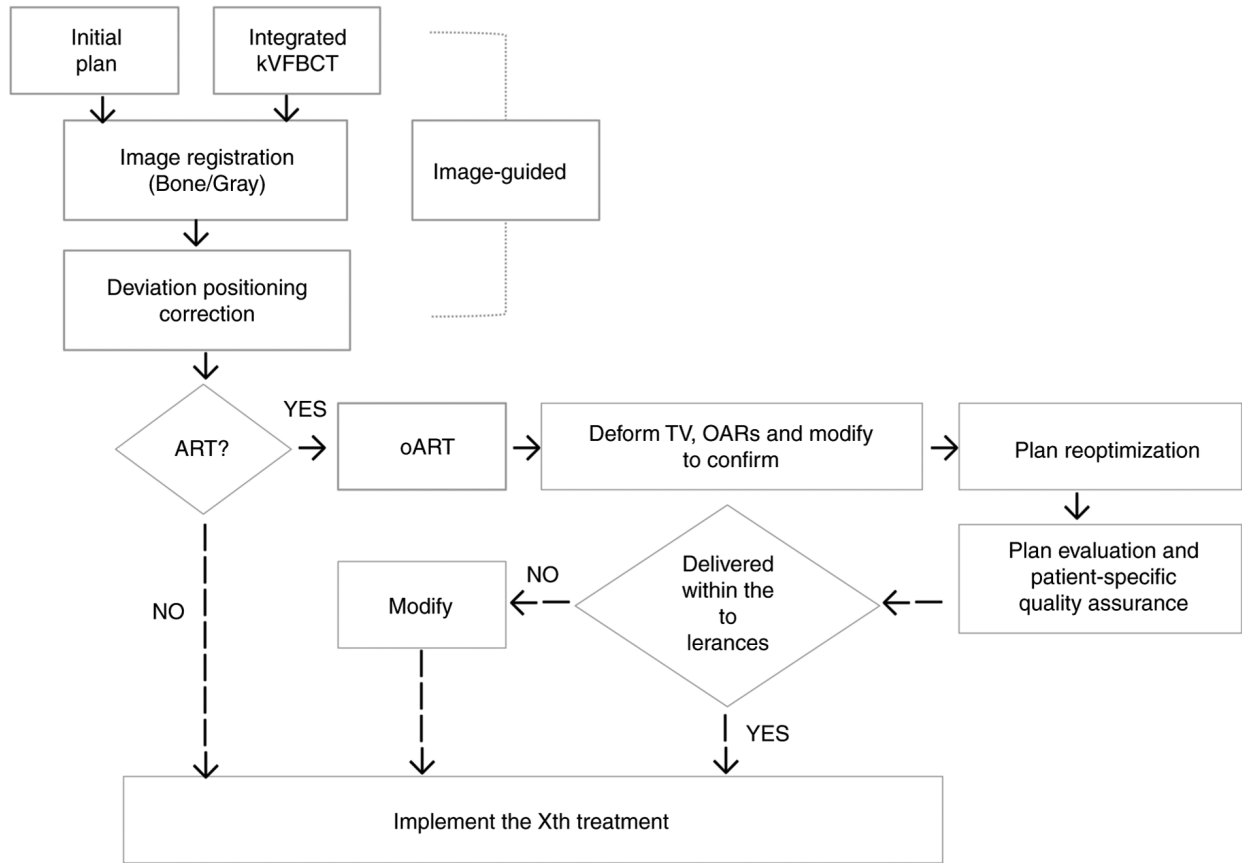 Initial
plan
Integrated
kVFBCT
Image registration
(Bone/Gray)
Image-guided
Deviation positioning
correction
ART?
YES
oART
Deform TV, OARs and modify
to confirm
Plan reoptimization
NO
Modify
NO
Delivered
within the
to
lerances
Plan evaluation and
patient-specific
quality assurance
YES
Implement the Xth treatment